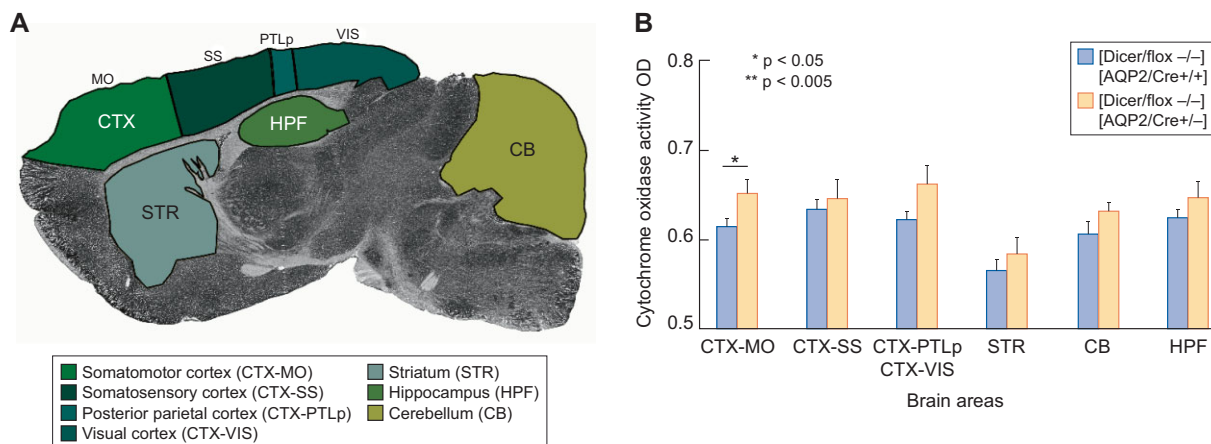 A
MO
SS
PTLp
VIS
CTX
HPF
CB
STR
Somatomotor cortex (CTX-MO)
Somatosensory cortex (CTX-SS)
Posterior parietal cortex (CTX-PTLp)
Visual cortex (CTX-VIS)
Striatum (STR)
Hippocampus (HPF)
Cerebellum (CB)
B
* p < 0.05
** p < 0.005
[Dicer/flox –/–]
[AQP2/Cre+/+]
[Dicer/flox –/–]
[AQP2/Cre+/–]
Cytochrome oxidase activity OD
0.8
0.7
0.6
0.5
*
CTX-MO
CTX-SS
CTX-PTLp
CTX-VIS
STR
CB
HPF
Brain areas